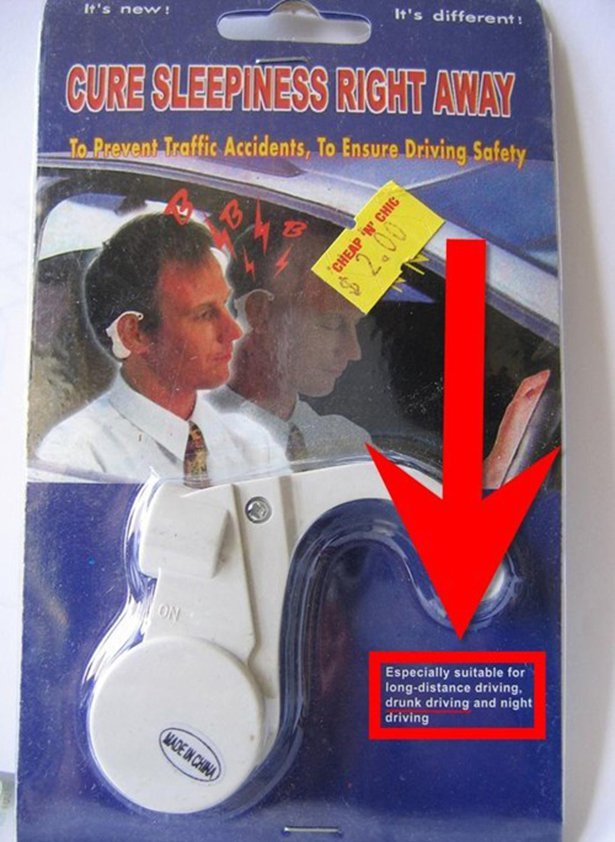 It's new!
It's different!
CURE SLEEPINESS RIGHT AWAY
To Prevent Traffic Accidents, To Ensure Driving Safety
B B B
"CHEAP 'N' CHIC
$2.00
ON
Especially suitable for
long-distance driving,
drunk driving and night
driving
MADE IN CHINA